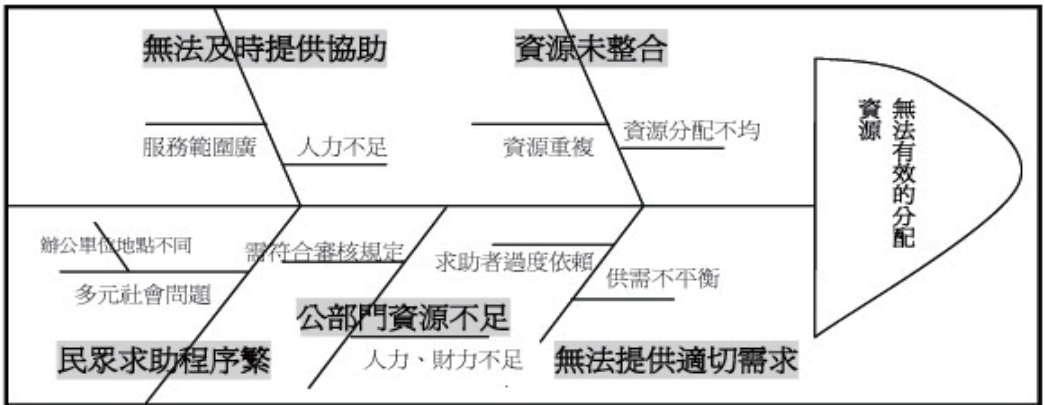 無法及時提供協助
資源未整合
服務範圍廣
人力不足
資源重複
資源分配不均
無法有效的分配
資源
辦公單位地點不同
多元社會問題
需符合審核規定
求助者過度依賴
供需不平衡
公部門資源不足
人力、財力不足
民眾求助程序繁
無法提供適切需求